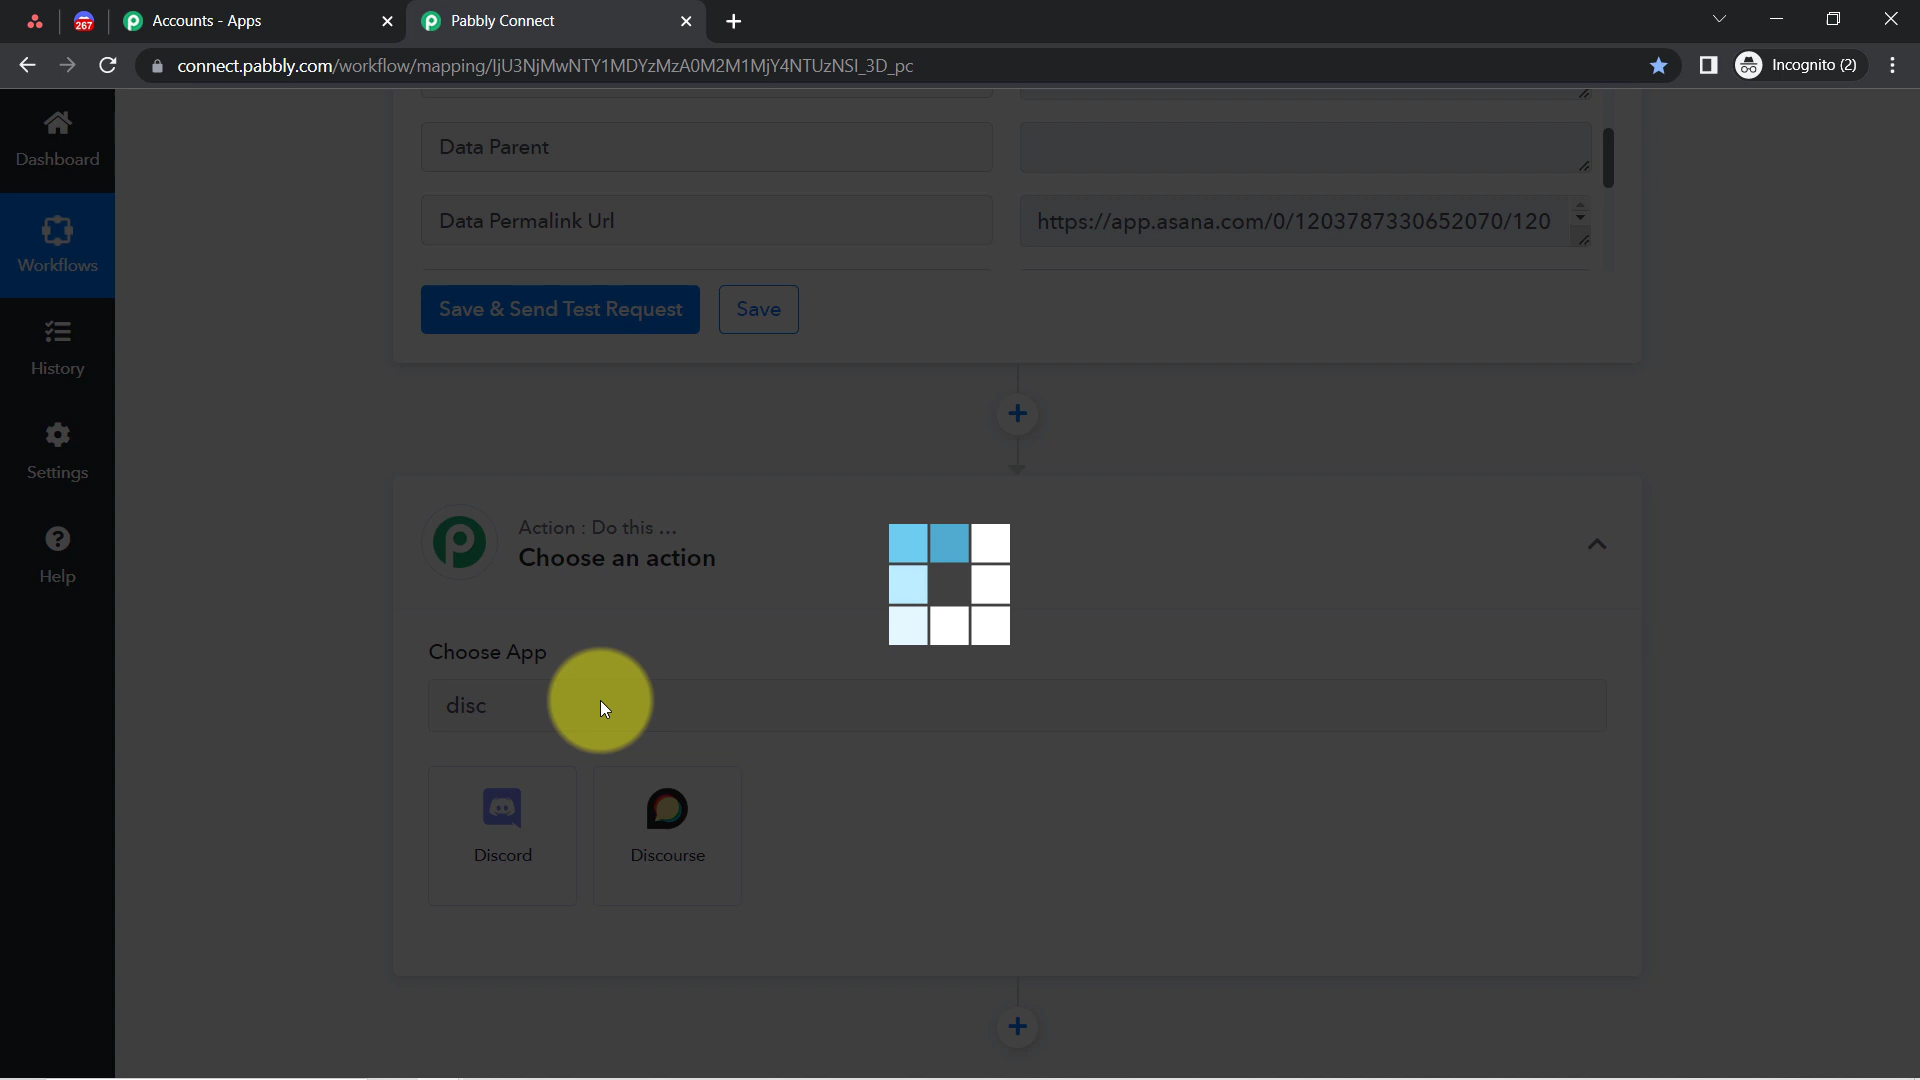 267
Accounts - Apps
Pabbly Connect
connect.pabbly.com/workflow/mapping/IjU3NjMwNTY1MDYzMzA0M2M1MjY4NTUzNSI_3D_pc
Incognito (2)
Dashboard
Workflows
History
Settings
Help
Data Parent
Data Permalink Url
https://app.asana.com/0/1203787330652070/120
Save & Send Test Request
Save
Action : Do this ...
Choose an action
Choose App
disc
Discord
Discourse